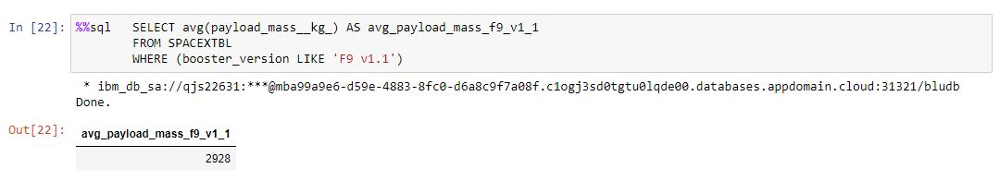 In [22]: %%sql SELECT avg(payload_mass__kg_) AS avg_payload_mass_f9_v1_1
FROM SPACEXTBL
WHERE (booster_version LIKE 'F9 v1.1')
* ibm_db_sa://qjs22631:***@mba99a9e6-d59e-4883-8fc0-d6a8c9f7a08f.c1ogj3sd0tgtu0lqde00.databases.appdomain.cloud:31321/bludb
Done.
Out[22]: avg_payload_mass_f9_v1_1
2928